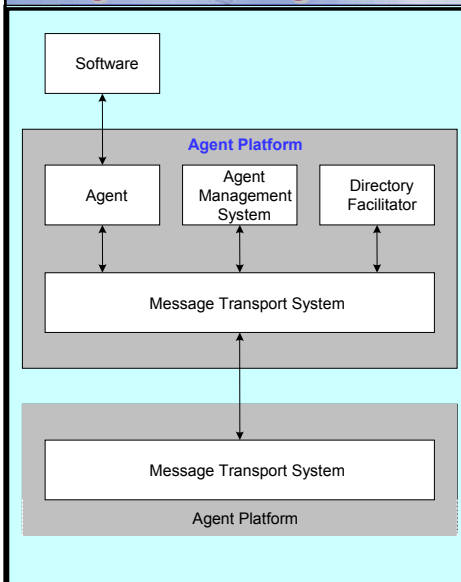 Software
Agent Platform
Agent
Agent
Management
System
Directory
Facilitator
Message Transport System
Message Transport System
Agent Platform